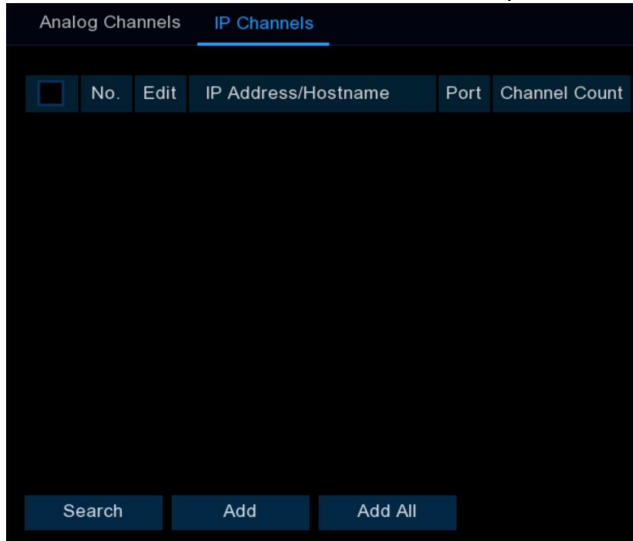 Analog Channels IP Channels
No. Edit IP Address/Hostname Port Channel Count
Search Add Add All